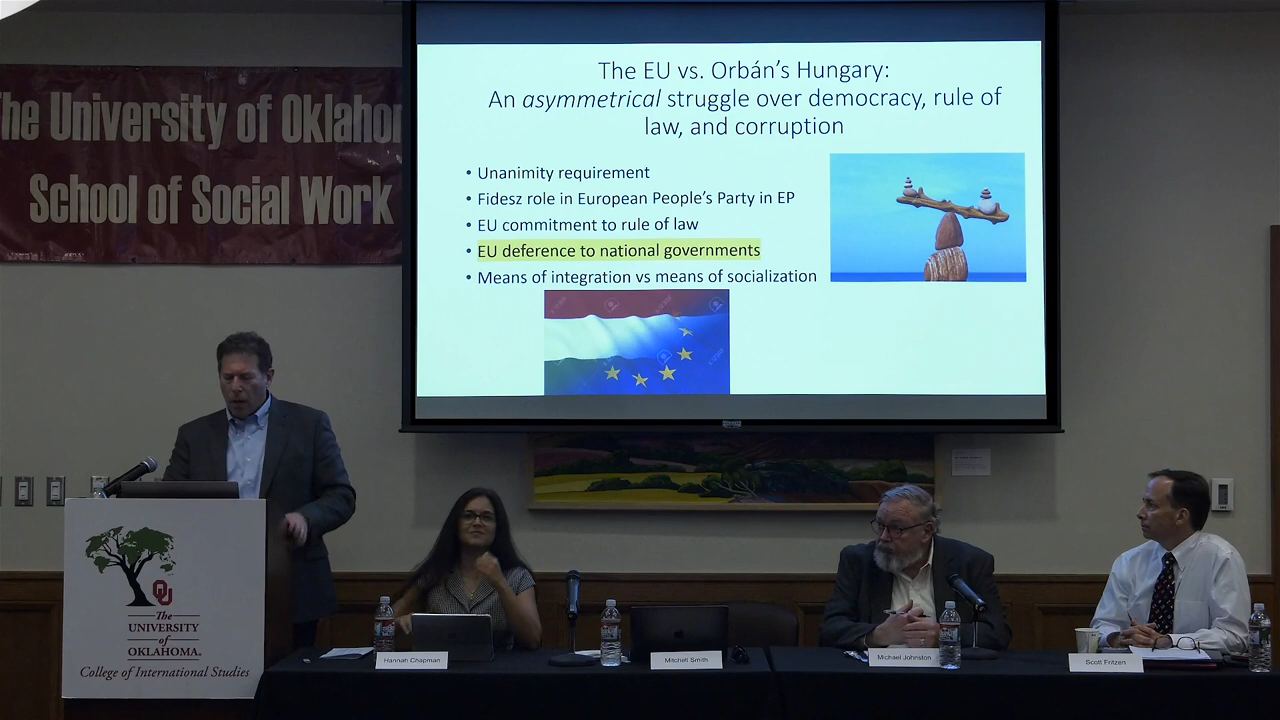 The University of Oklahom
School of Social Work
The EU vs. Orbán's Hungary:
An asymmetrical struggle over democracy, rule of
law, and corruption
• Unanimity requirement
• Fidesz role in European People's Party in EP
• EU commitment to rule of law
• EU deference to national governments
• Means of integration vs means of socialization
OU
The
UNIVERSITY
of
OKLAHOMA
College of International Studies
Hannah Chapman
Mitchell Smith
Michael Johnston
Scott Fritzen